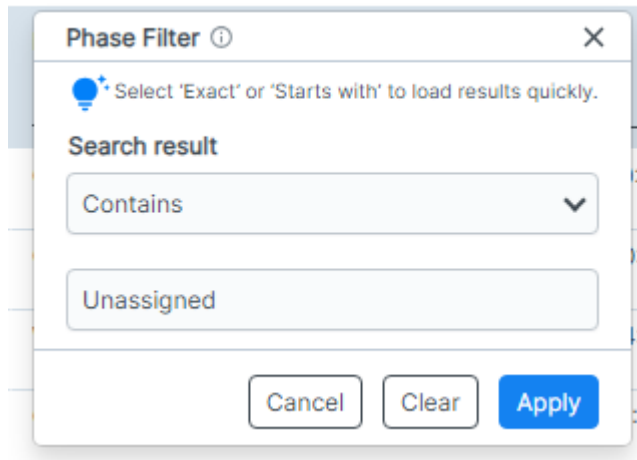 Phase Filter
Select 'Exact' or 'Starts with' to load results quickly.
Search result
Contains
Unassigned
Cancel Clear Apply